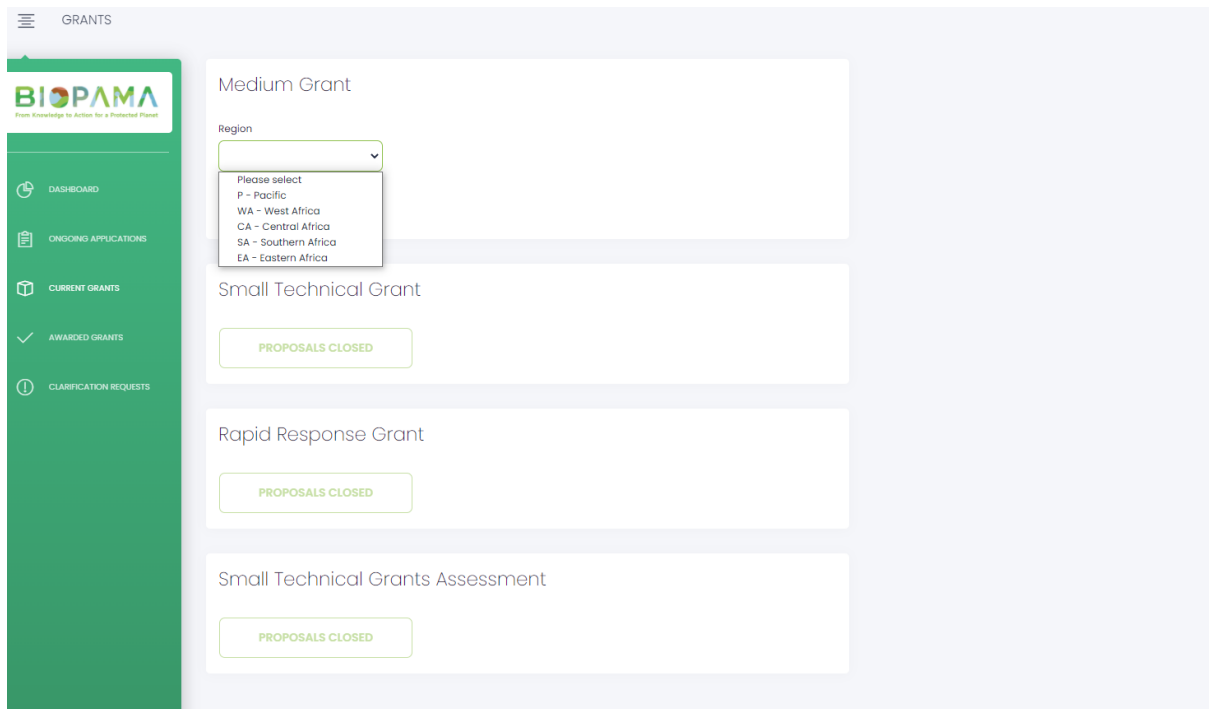 GRANTS
BIOPAMA
From Knowledge to Action for a Protected Planet
DASHBOARD
ONGOING APPLICATIONS
CURRENT GRANTS
AWARDED GRANTS
CLARIFICATION REQUESTS
Medium Grant
Region
Please select
P - Pacific
WA - West Africa
CA - Central Africa
SA - Southern Africa
EA - Eastern Africa
Small Technical Grant
PROPOSALS CLOSED
Rapid Response Grant
PROPOSALS CLOSED
Small Technical Grants Assessment
PROPOSALS CLOSED